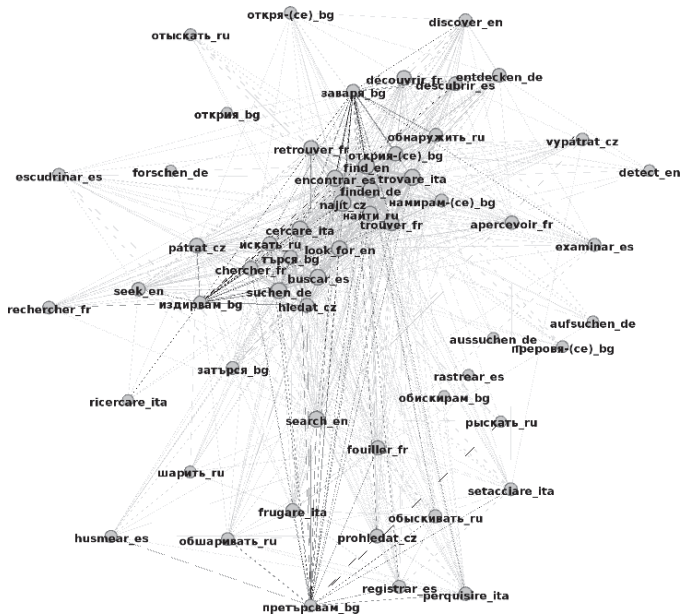 откря-(се)_bg
discover_en
отыскать_ru
découvrir_fr
entdecken_de
descubrir_es
заваря_bg
открия_bg
обнаружить_ru
vypátrat_cz
retrouver_fr
открия-(се)_bg
find_en
forschen_de
detect_en
escudriñar_es
encontrar_es
trovare_ita
finden_de
najít_cz
намирам-(се)_bg
найти_ru
trouver_fr
apercevoir_fr
cercare_ita
pátrat_cz
искать_ru
look_for_en
examinar_es
търся_bg
chercher_fr
buscar_es
seek_en
suchen_de
издирвам_bg
hledat_cz
rechercher_fr
aufsuchen_de
aussuchen_de
преровя-(се)_bg
затърся_bg
rastrear_es
ricercare_ita
обискирам_bg
search_en
рыскать_ru
fouiller_fr
шарить_ru
setacciare_ita
frugare_ita
обыскивать_ru
husmear_es
обшаривать_ru
prohledat_cz
registrar_es
perquisire_ita
претърсвам_bg